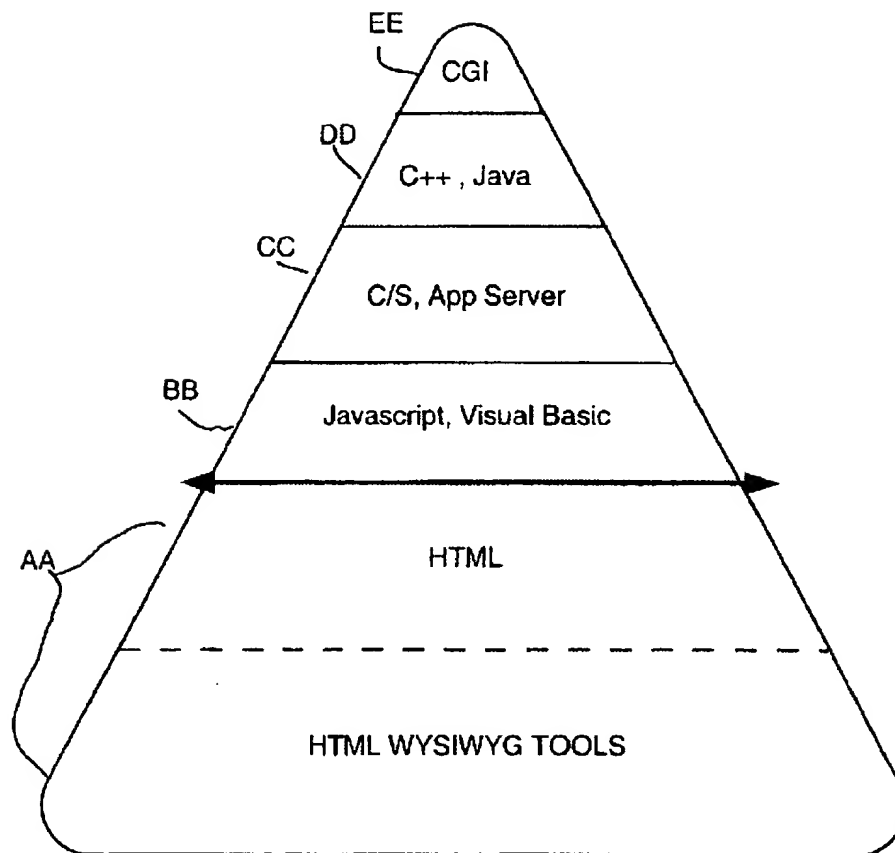 EE
CGI
DD
C++ , Java
CC
C/S, App Server
BB
Javascript, Visual Basic
AA
HTML
HTML WYSIWYG TOOLS